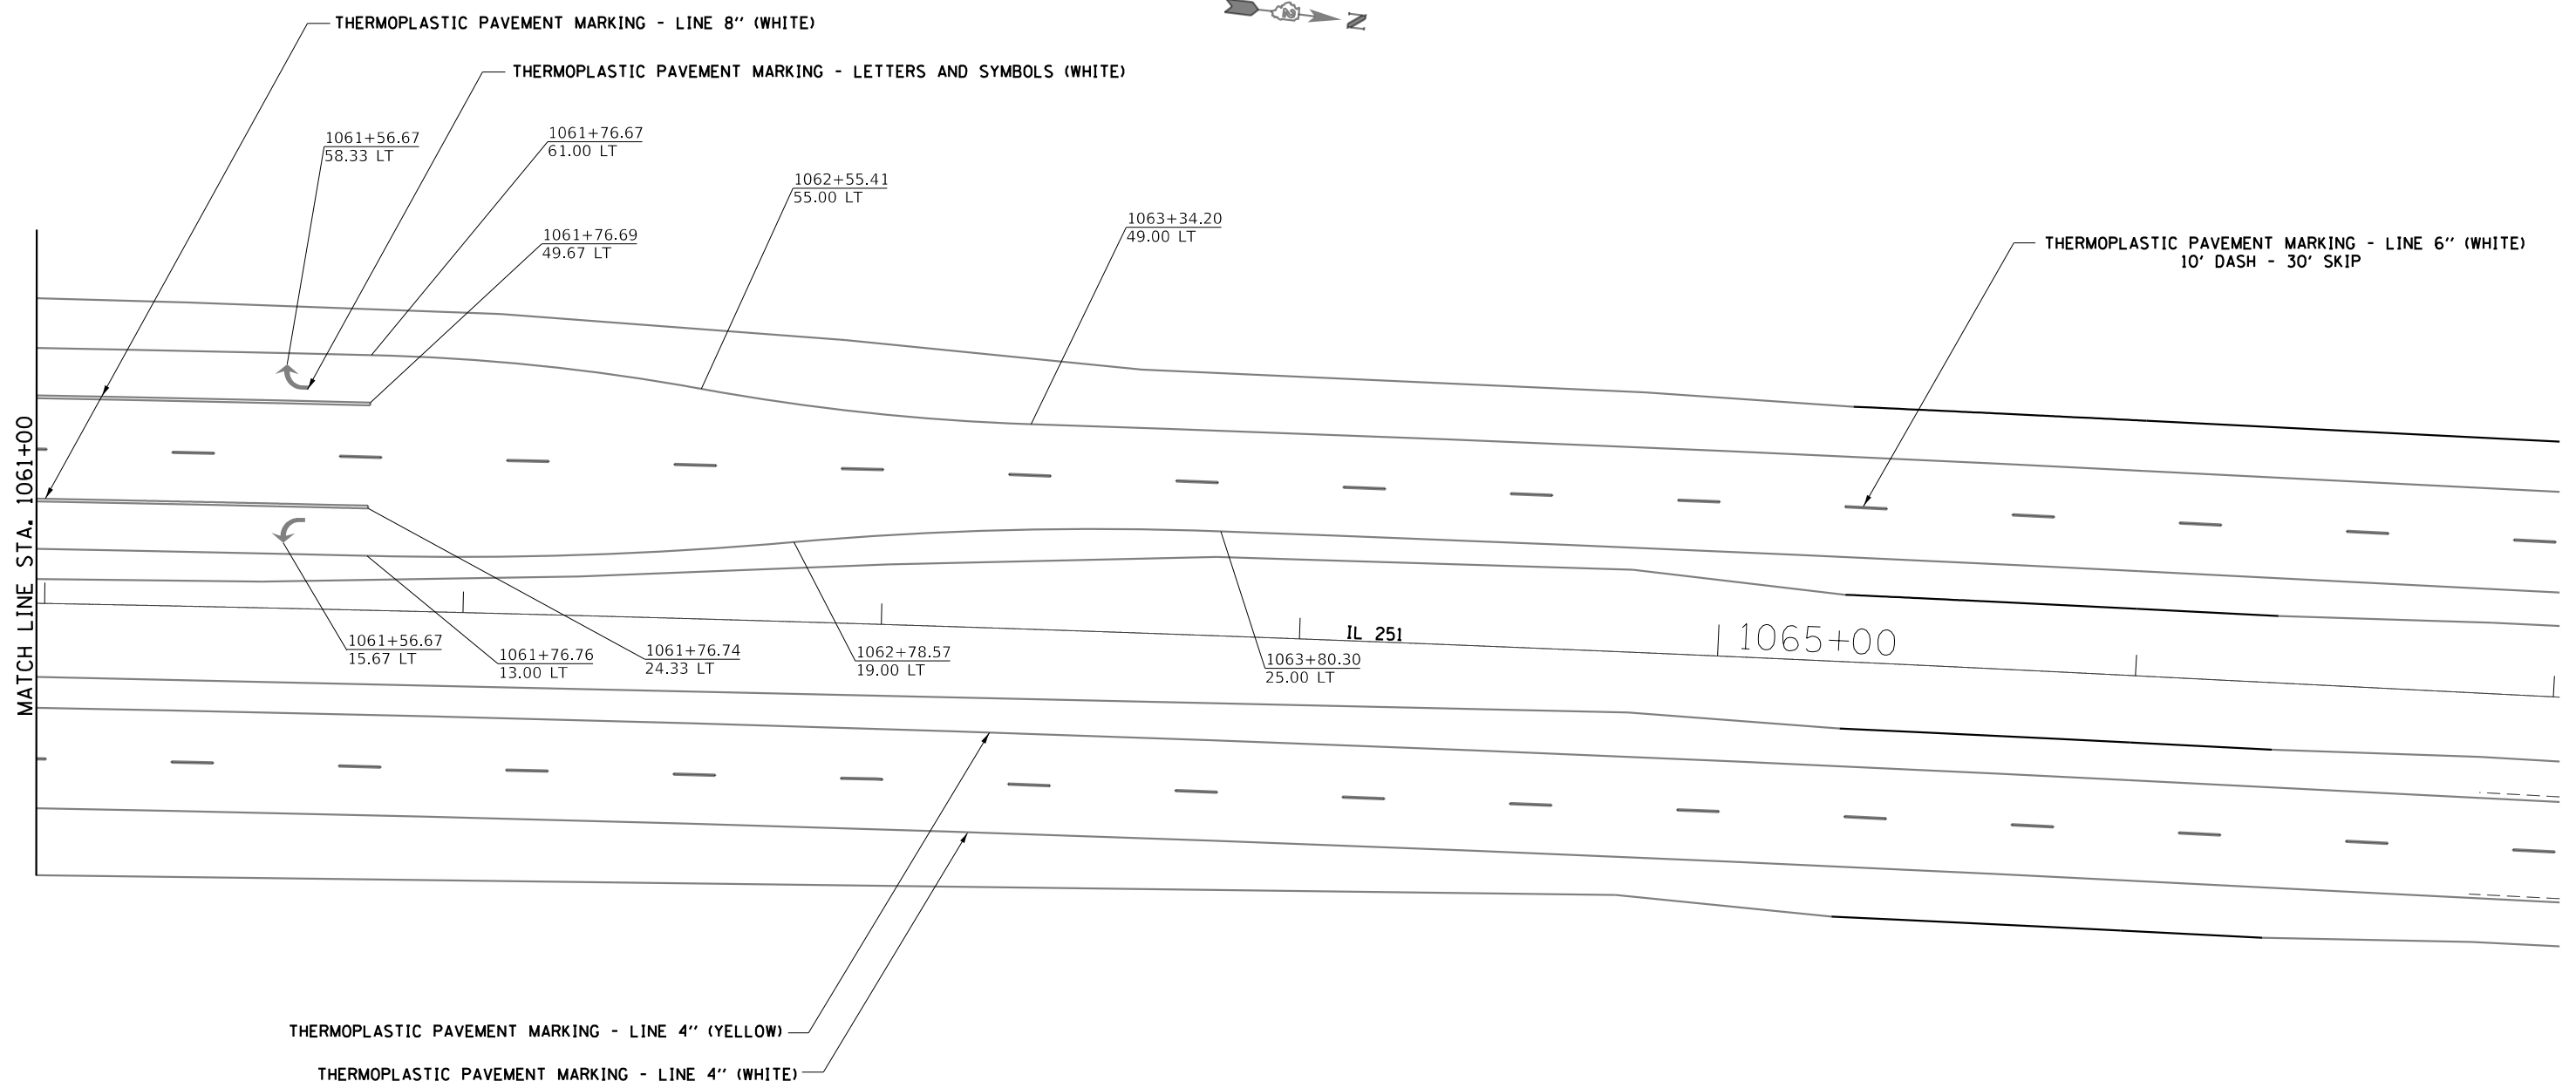 N
THERMOPLASTIC PAVEMENT MARKING - LINE 8" (WHITE)
THERMOPLASTIC PAVEMENT MARKING - LETTERS AND SYMBOLS (WHITE)
1061+56.67
58.33 LT
1061+76.67
61.00 LT
1062+55.41
55.00 LT
1061+76.69
49.67 LT
1063+34.20
49.00 LT
THERMOPLASTIC PAVEMENT MARKING - LINE 6" (WHITE)
10' DASH - 30' SKIP
MATCH LINE STA. 1061+00
IL 251
1065+00
1061+56.67
15.67 LT
1061+76.76
13.00 LT
1061+76.74
24.33 LT
1062+78.57
19.00 LT
1063+80.30
25.00 LT
THERMOPLASTIC PAVEMENT MARKING - LINE 4" (YELLOW)
THERMOPLASTIC PAVEMENT MARKING - LINE 4" (WHITE)